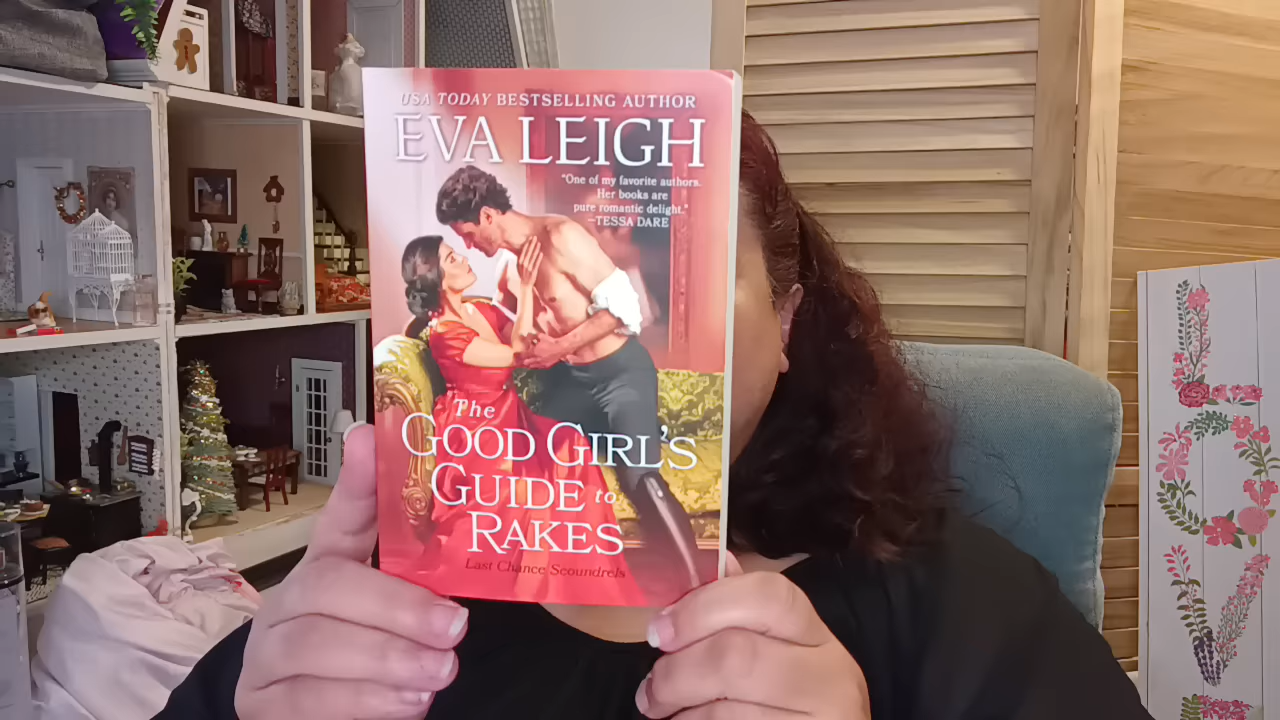 USA TODAY BESTSELLING AUTHOR
EVA LEIGH
"One of my favorite authors.
Her books are
pure romantic delight."
—TESSA DARE
The
GOOD GIRL'S
GUIDE to
RAKES
Last Chance Scoundrels
L
O
V